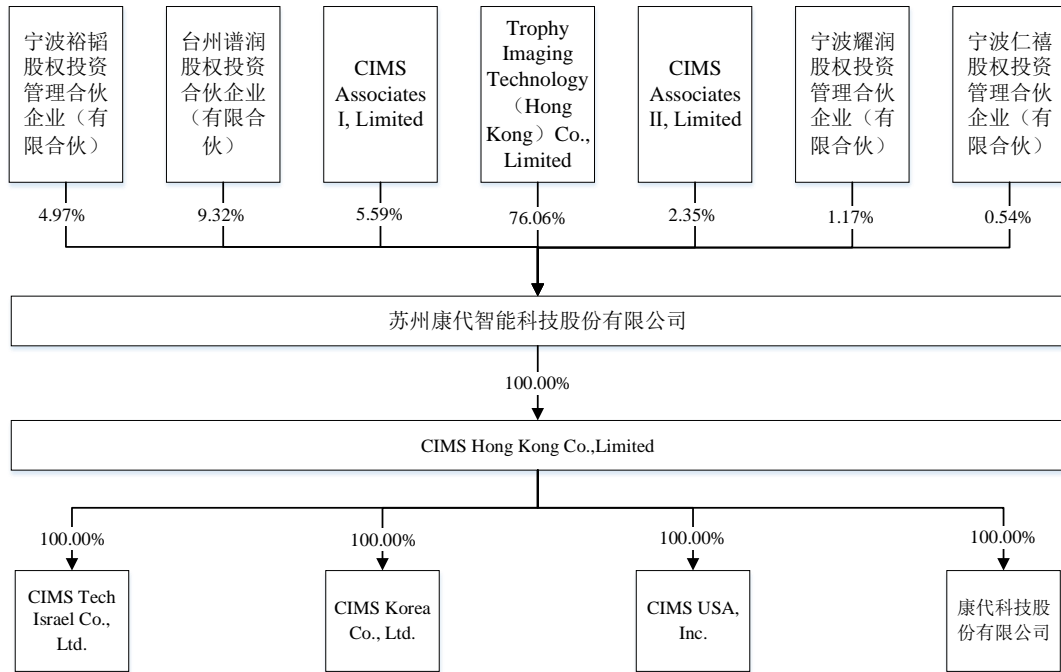 宁波裕韬
股权投资
管理合伙
企业（有
限合伙）
台州谱润
股权投资
合伙企业
（有限合
伙）
CIMS
Associates
I, Limited
Trophy
Imaging
Technology
（Hong
Kong）Co.,
Limited
CIMS
Associates
II, Limited
宁波耀润
股权投资
管理合伙
企业（有
限合伙）
宁波仁禧
股权投资
管理合伙
企业（有
限合伙）
4.97%
9.32%
5.59%
76.06%
2.35%
1.17%
0.54%
苏州康代智能科技股份有限公司
100.00%
CIMS Hong Kong Co.,Limited
100.00%
100.00%
100.00%
100.00%
CIMS Tech
Israel Co.,
Ltd.
CIMS Korea
Co., Ltd.
CIMS USA,
Inc.
康代科技股
份有限公司